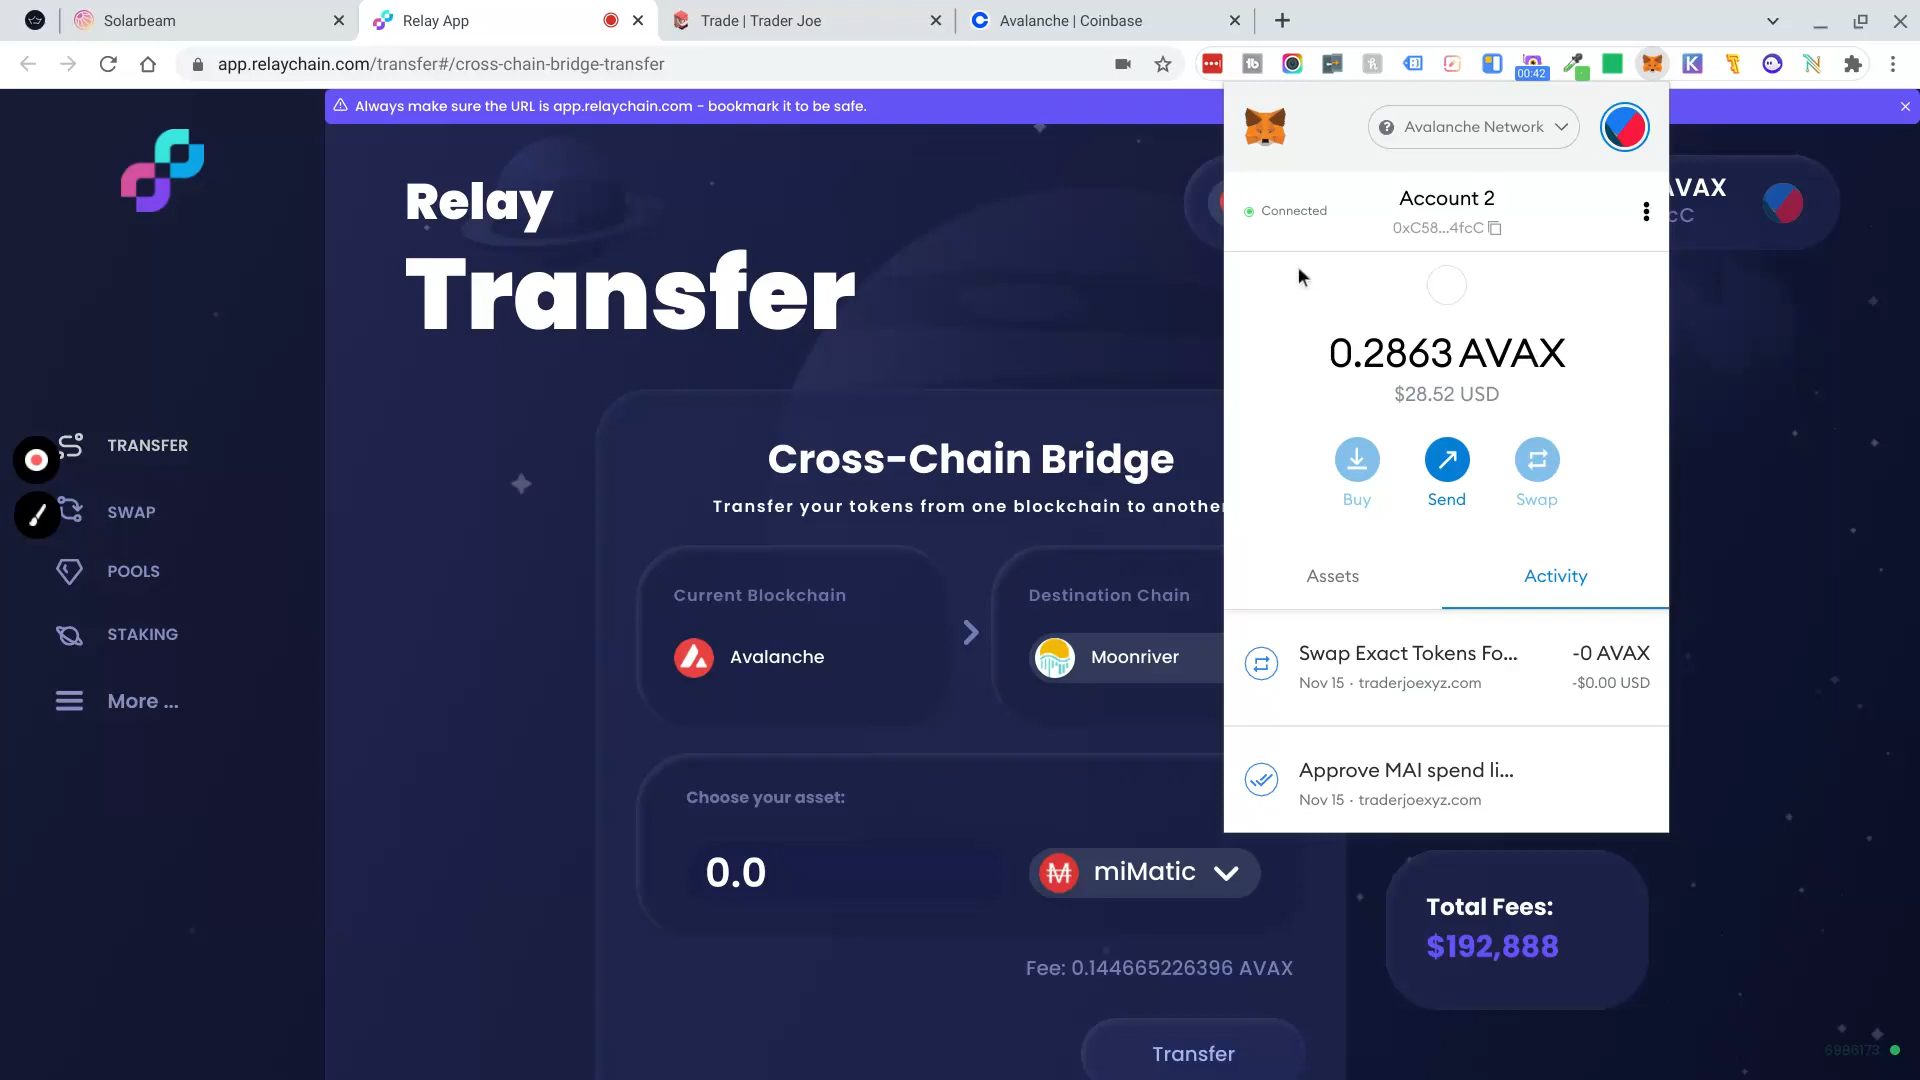 Solarbeam
Relay App
Trade | Trader Joe
Avalanche | Coinbase
app.relaychain.com/transfer#/cross-chain-bridge-transfer
00:42
Always make sure the URL is app.relaychain.com - bookmark it to be safe.
Relay
Transfer
AVAX
TRANSFER
SWAP
POOLS
STAKING
More ...
Cross-Chain Bridge
Transfer your tokens from one blockchain to another
Current Blockchain
Avalanche
Destination Chain
Moonriver
Choose your asset:
0.0
miMatic
Fee: 0.144665226396 AVAX
Transfer
Avalanche Network
Connected
Account 2
0xC58...4fcC
0.2863 AVAX
$28.52 USD
Buy
Send
Swap
Assets
Activity
Swap Exact Tokens Fo...
-0 AVAX
Nov 15 · traderjoexyz.com
-$0.00 USD
Approve MAI spend li...
Nov 15 · traderjoexyz.com
Total Fees:
$192,888